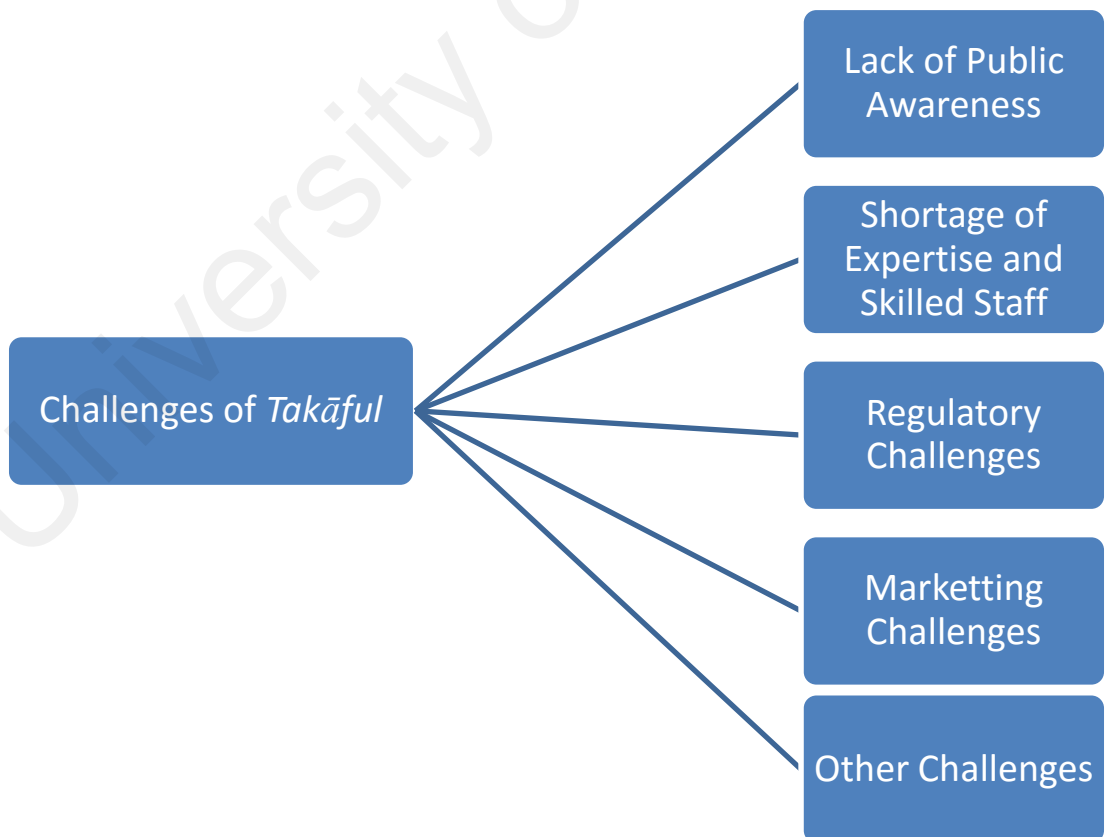 Challenges of Takāful
Lack of Public
Awareness
Shortage of
Expertise and
Skilled Staff
Regulatory
Challenges
Marketting
Challenges
Other Challenges
University o